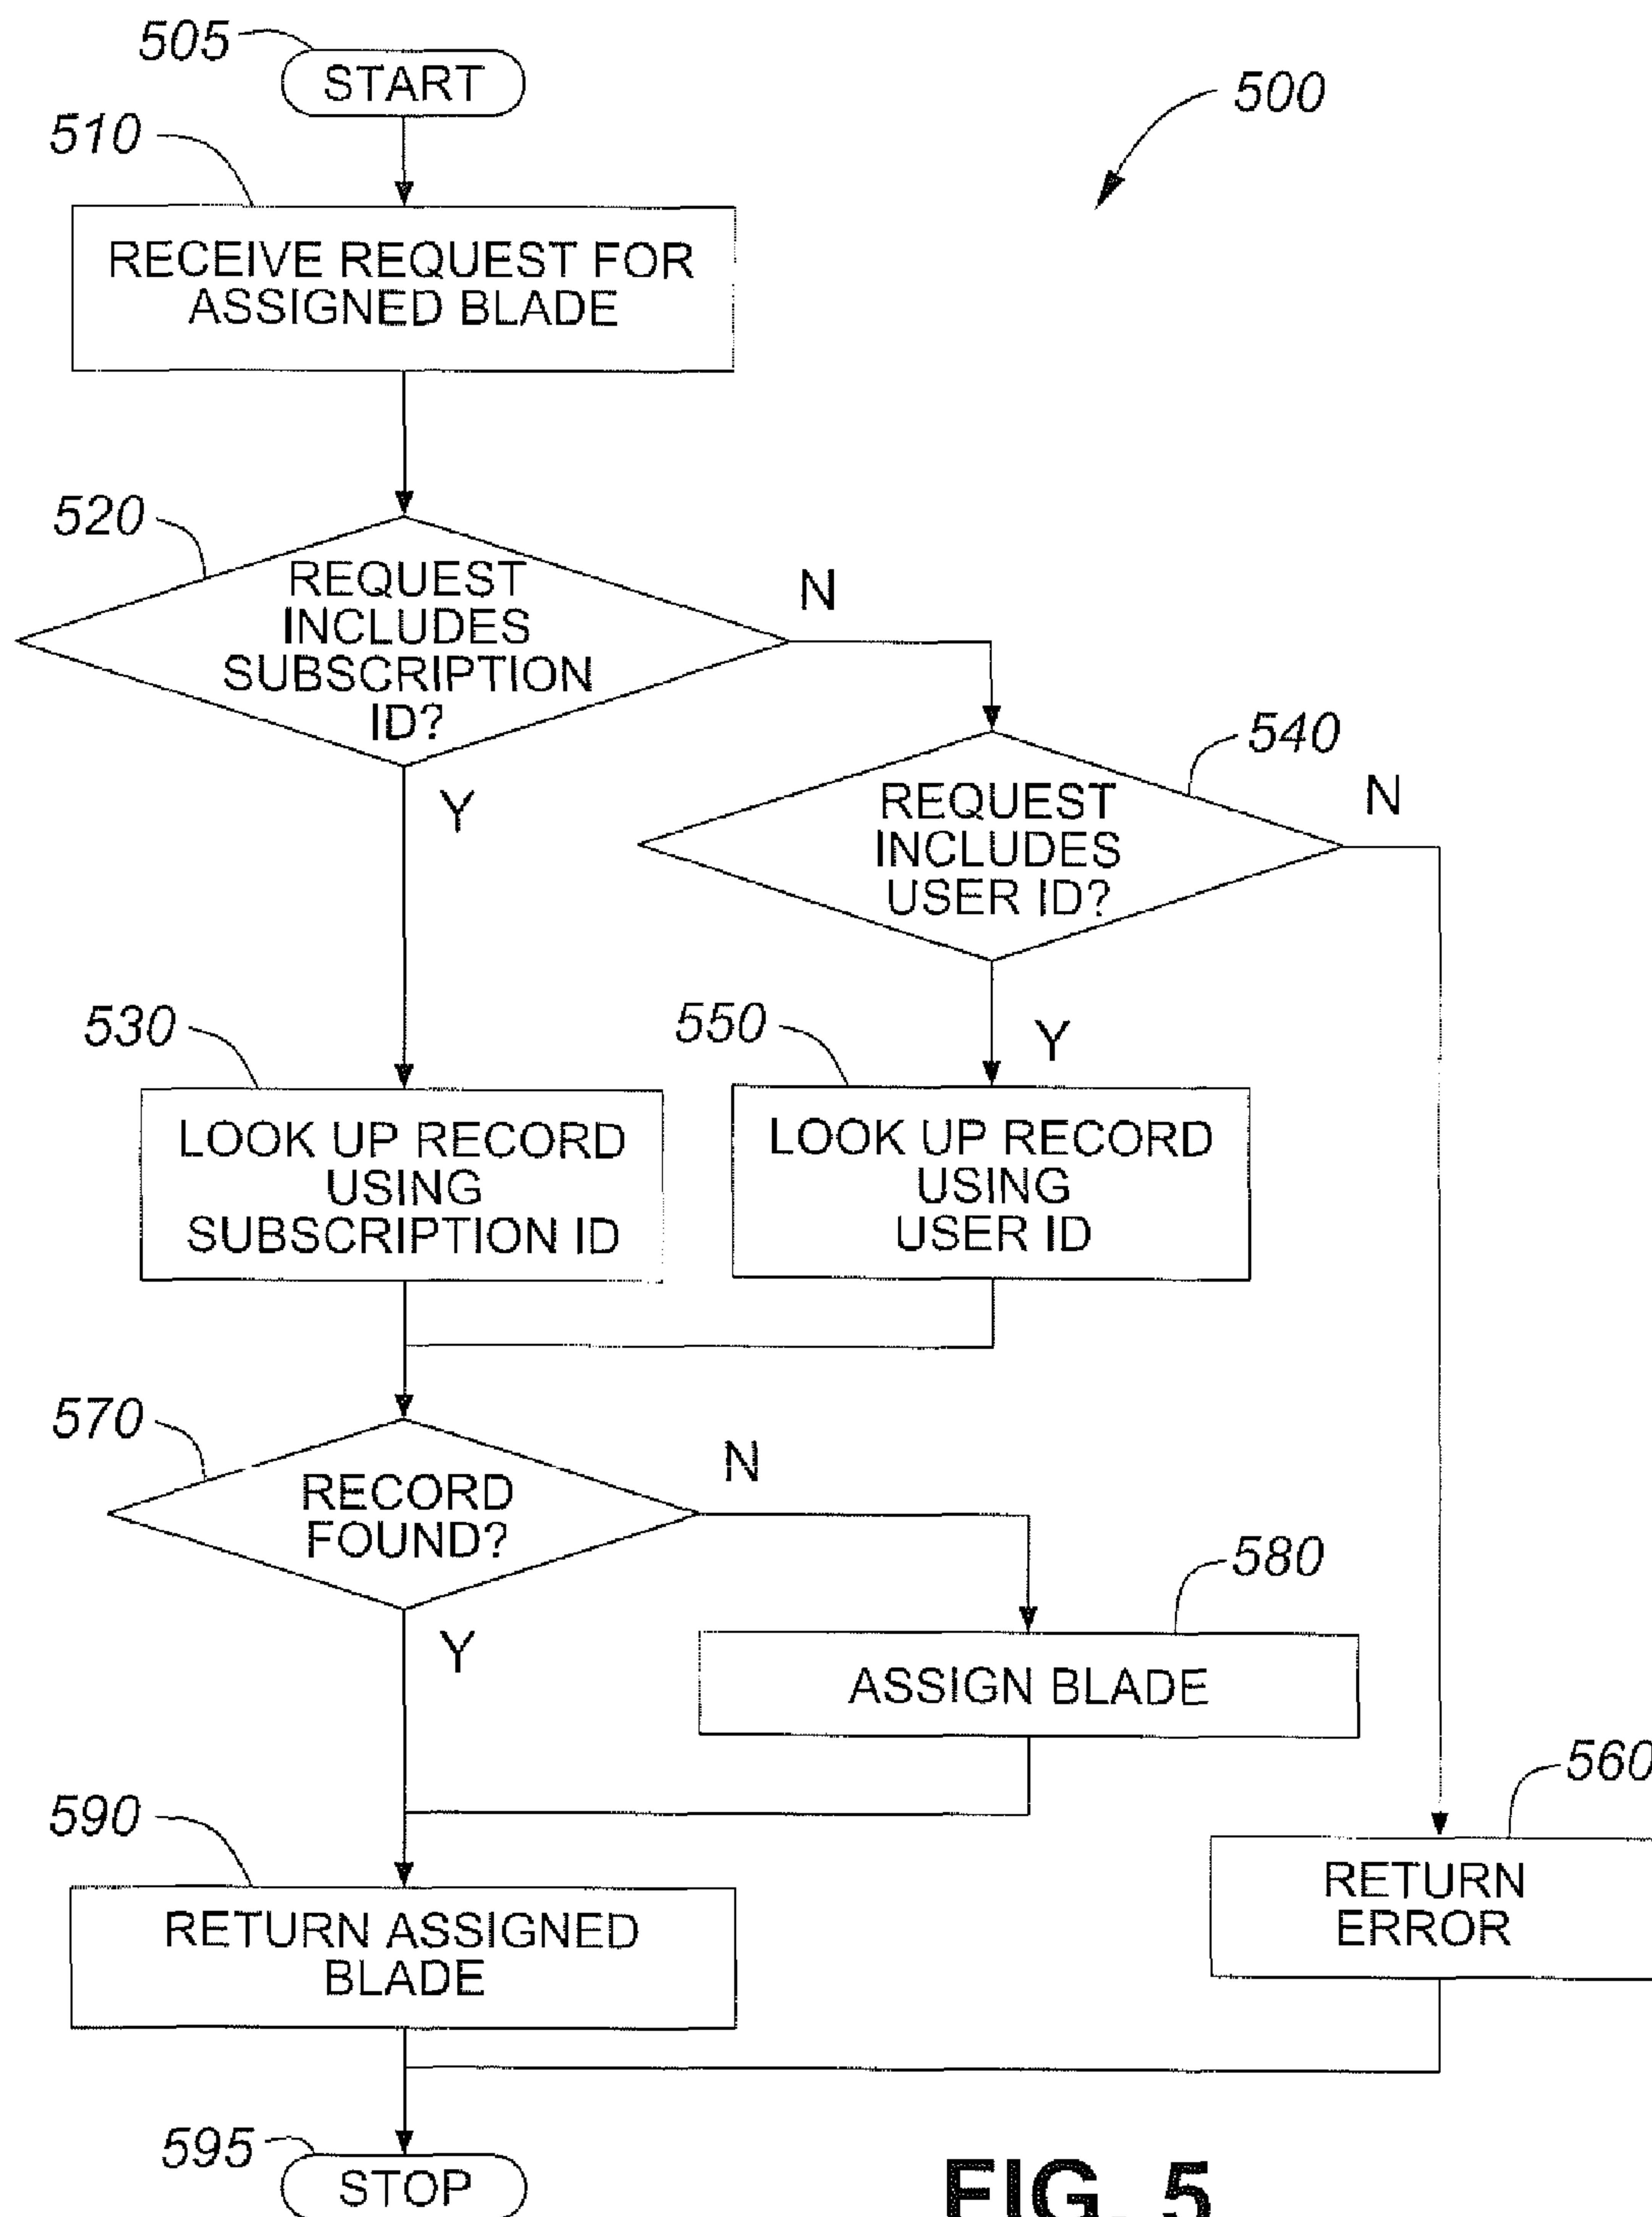 505
START
500
510
RECEIVE REQUEST FOR
ASSIGNED BLADE
520
REQUEST
INCLUDES
SUBSCRIPTION
ID?
N
Y
540
REQUEST
INCLUDES
USER ID?
N
Y
530
LOOK UP RECORD
USING
SUBSCRIPTION ID
550
LOOK UP RECORD
USING
USER ID
570
RECORD
FOUND?
N
Y
580
ASSIGN BLADE
560
RETURN
ERROR
590
RETURN ASSIGNED
BLADE
595
STOP
FIG. 5